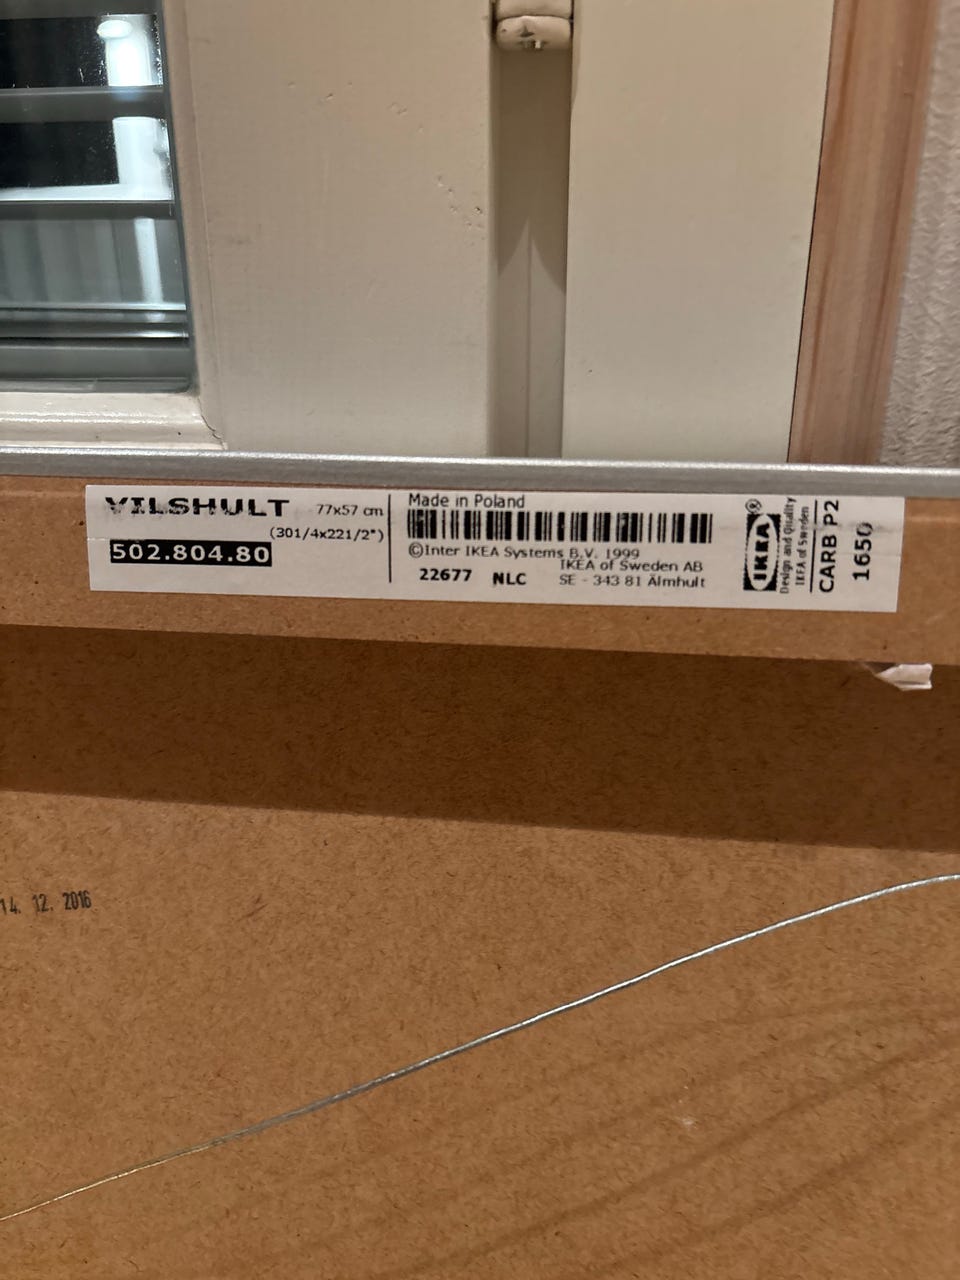 VILSHULT 77x57 cm
(301/4x221/2")
502.804.80
Made in Poland
©Inter IKEA Systems B.V. 1999
IKEA of Sweden AB
22677 NLC SE - 343 81 Älmhult
IKEA®
Design and Quality
IKEA of Sweden
CARB P2
1650
14. 12. 2016